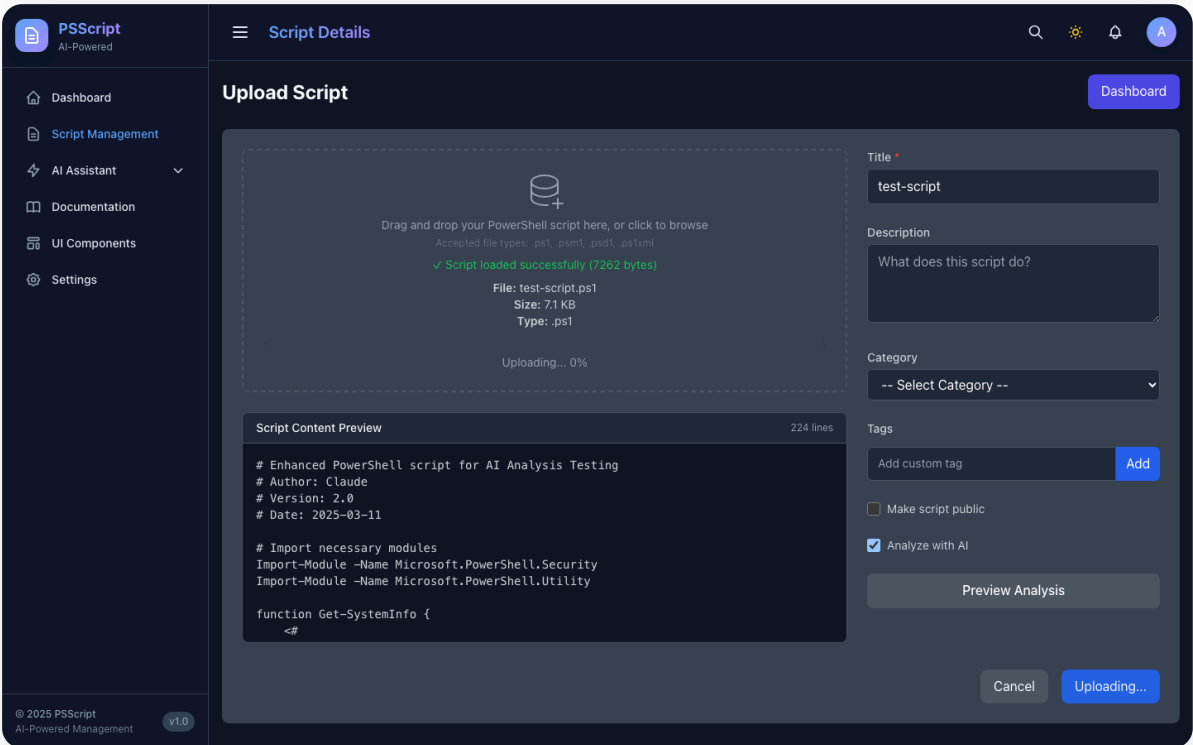 PSScript
AI-Powered
Dashboard
Script Management
AI Assistant
Documentation
UI Components
Settings
© 2025 PSScript
AI-Powered Management
v1.0
Script Details
A
Upload Script
Dashboard
Drag and drop your PowerShell script here, or click to browse
Accepted file types: .ps1, .psm1, .psd1, .ps1xml
✓ Script loaded successfully (7262 bytes)
File: test-script.ps1
Size: 7.1 KB
Type: .ps1
Uploading... 0%
Script Content Preview
224 lines
# Enhanced PowerShell script for AI Analysis Testing
# Author: Claude
# Version: 2.0
# Date: 2025-03-11
# Import necessary modules
Import-Module -Name Microsoft.PowerShell.Security
Import-Module -Name Microsoft.PowerShell.Utility
function Get-SystemInfo {
<#
Title *
test-script
Description
What does this script do?
Category
-- Select Category --
Tags
Add custom tag
Add
Make script public
Analyze with AI
Preview Analysis
Cancel
Uploading...